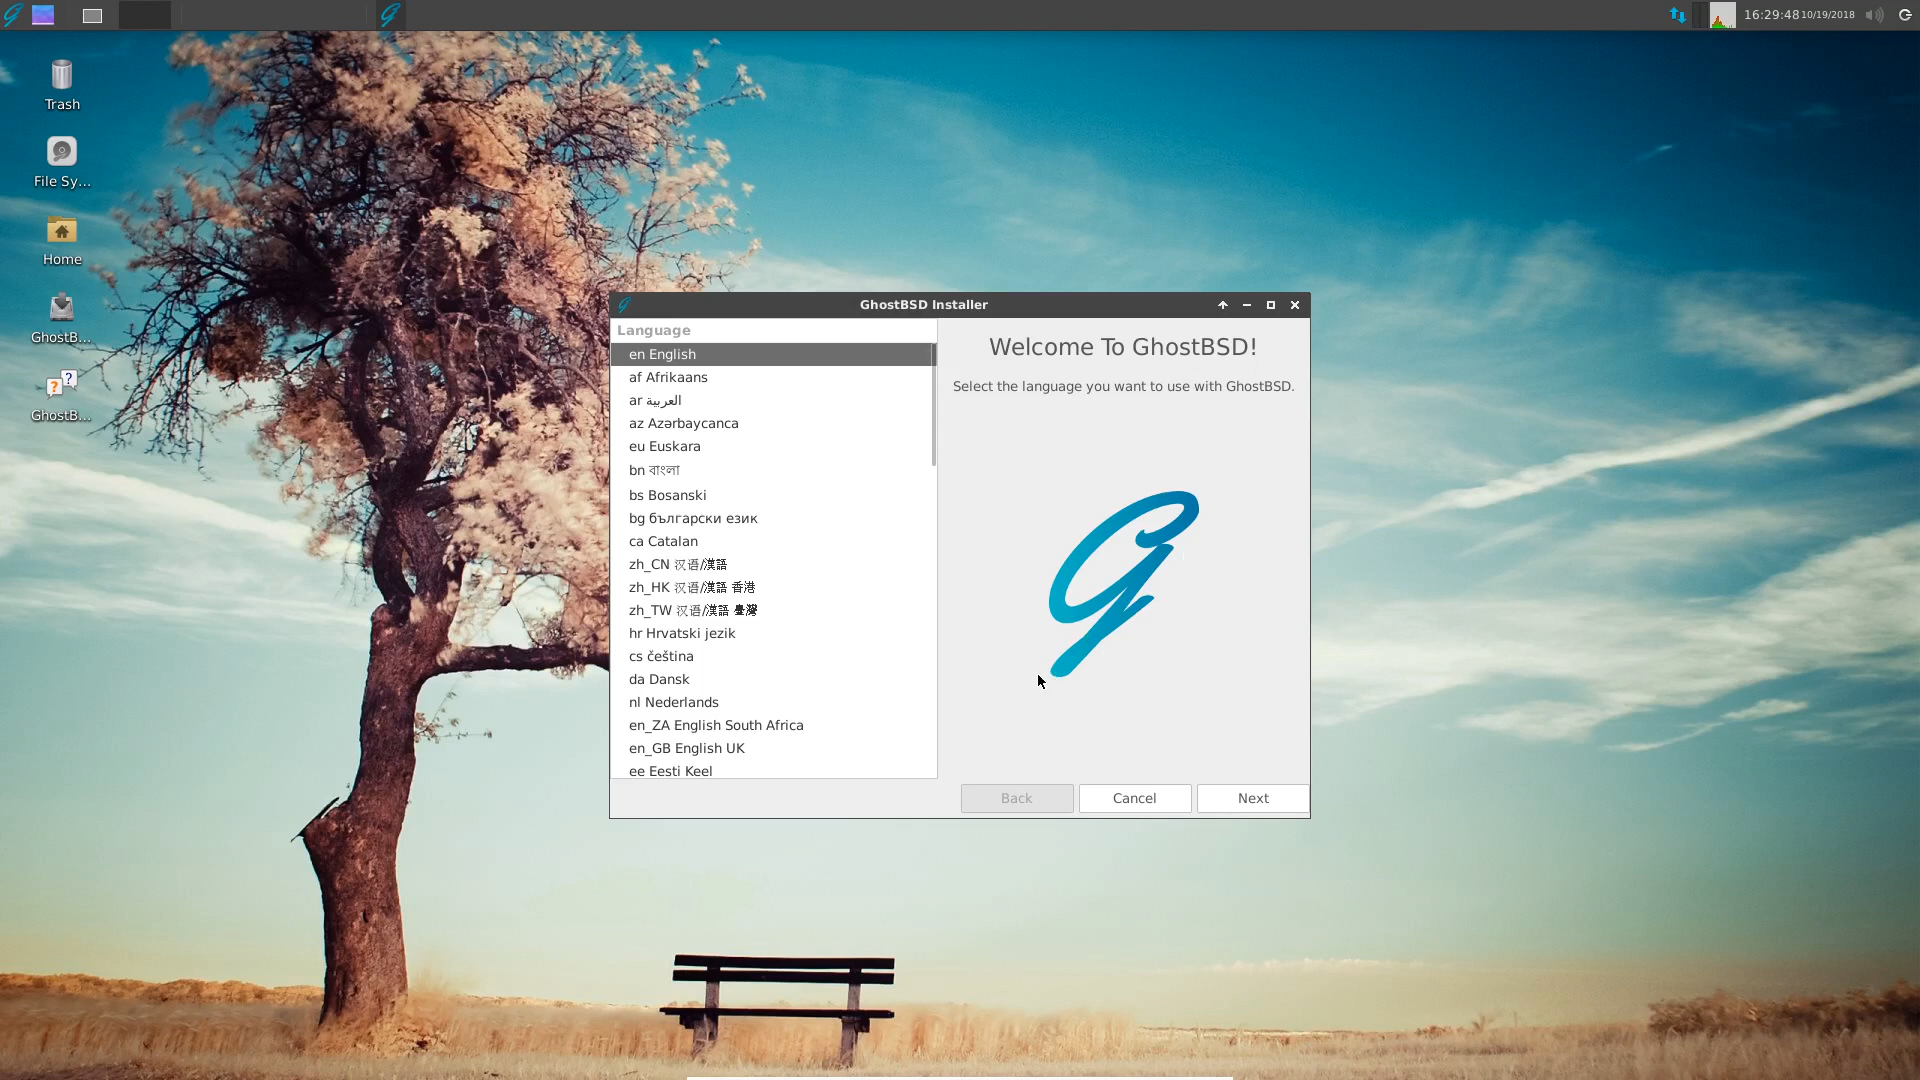 16:29:48 10/19/2018
Trash
File Sy...
Home
GhostB...
GhostB...
GhostBSD Installer
Language
en English
af Afrikaans
ar العربية
az Azərbaycanca
eu Euskara
bn বাংলা
bs Bosanski
bg български език
ca Catalan
zh_CN 汉语/漢語
zh_HK 汉语/漢語 香港
zh_TW 汉语/漢語 臺灣
hr Hrvatski jezik
cs čeština
da Dansk
nl Nederlands
en_ZA English South Africa
en_GB English UK
ee Eesti Keel
Welcome To GhostBSD!
Select the language you want to use with GhostBSD.
Back
Cancel
Next